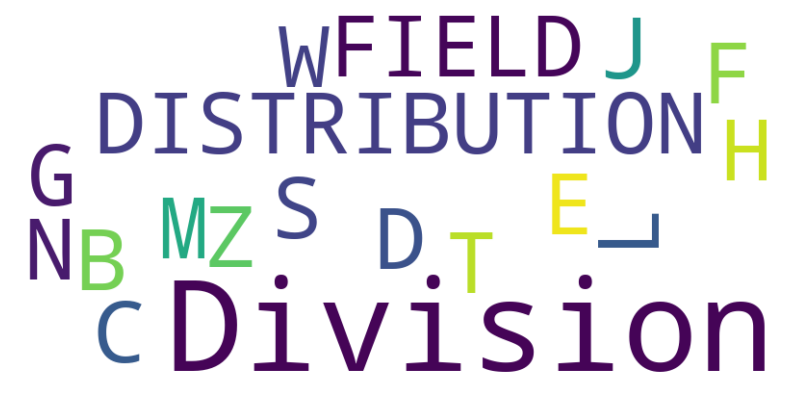 W FIELD J
F
DISTRIBUTION
H
G
M Z S D T E L
N B
C Division